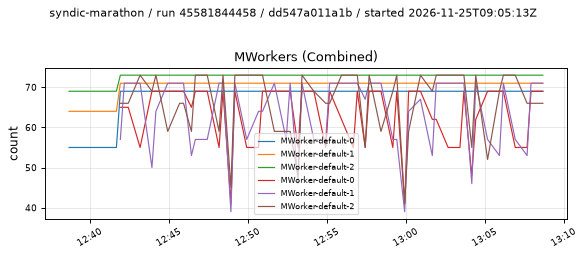 syndic-marathon / run 45581844458 / dd547a011a1b / started 2026-11-25T09:05:13Z
MWorkers (Combined)
count
70
60
50
40
MWorker-default-0
MWorker-default-1
MWorker-default-2
MWorker-default-0
MWorker-default-1
MWorker-default-2
12:40
12:45
12:50
12:55
13:00
13:05
13:10